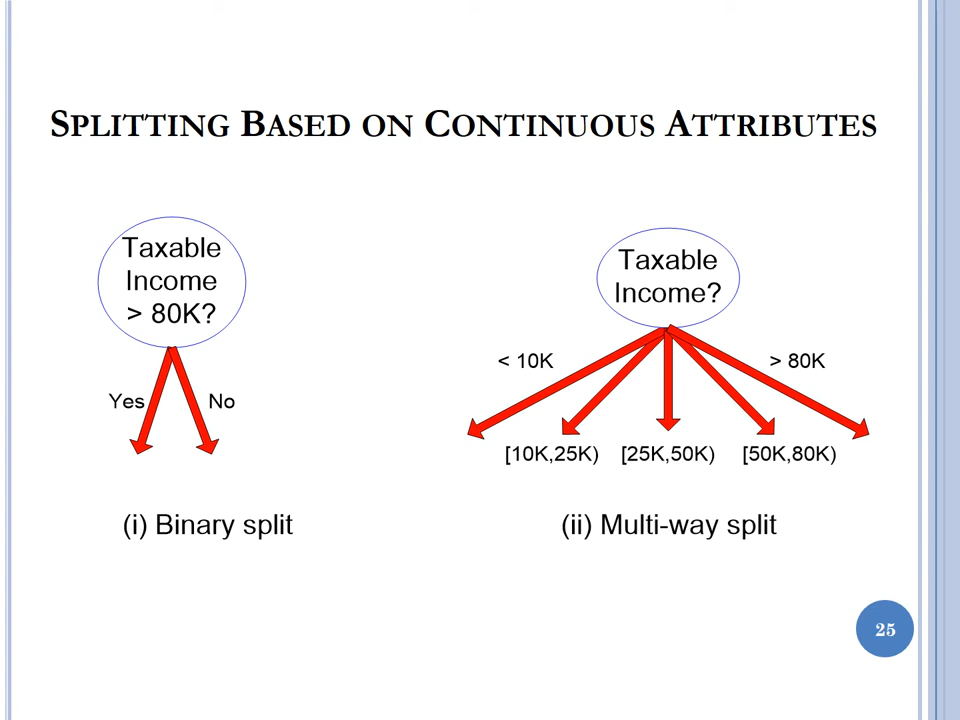 SPLITTING BASED ON CONTINUOUS ATTRIBUTES
Taxable
Income
> 80K?
Yes
No
(i) Binary split
Taxable
Income?
< 10K
> 80K
[10K,25K)
[25K,50K)
[50K,80K)
(ii) Multi-way split
25